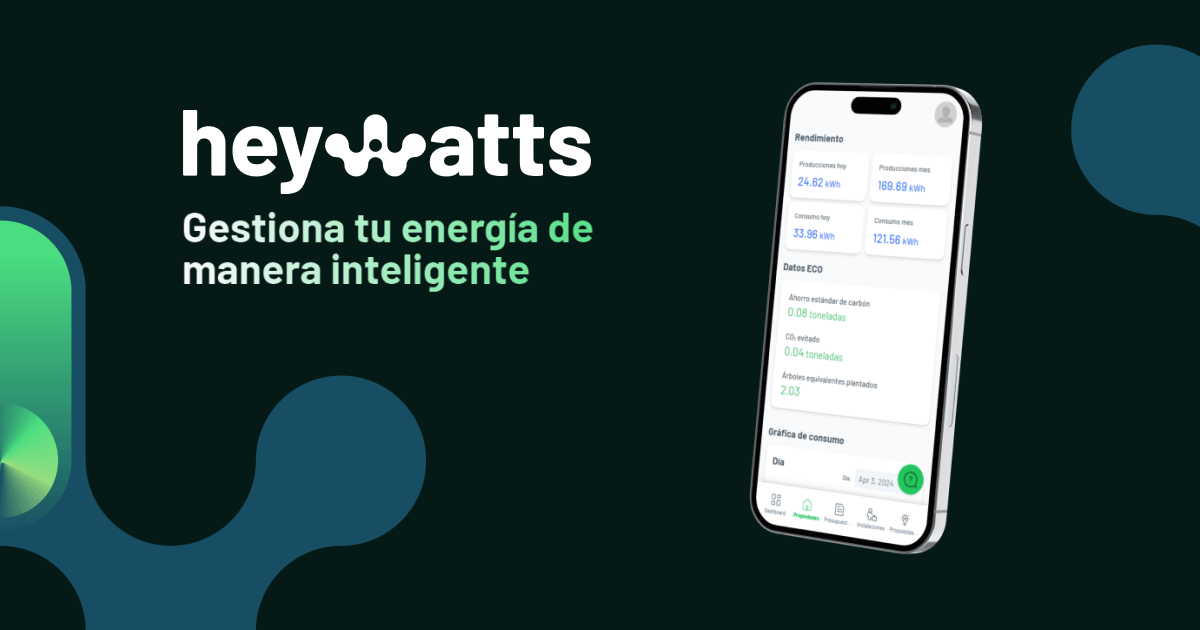 heywatts
Gestiona tu energía de
manera inteligente
Rendimiento
Producciones hoy
24.62 kWh
Producciones mes
169.69 kWh
Consumo hoy
33.96 kWh
Consumo mes
121.56 kWh
Datos ECO
Ahorro estándar de carbón
0.08 toneladas
CO₂ evitado
0.04 toneladas
Árboles equivalentes plantados
2.03
Gráfica de consumo
Día
Dia:
Apr 3, 2024
?
Dashboard
Propiedades
Presupuest...
Instalaciones
Propuestas...